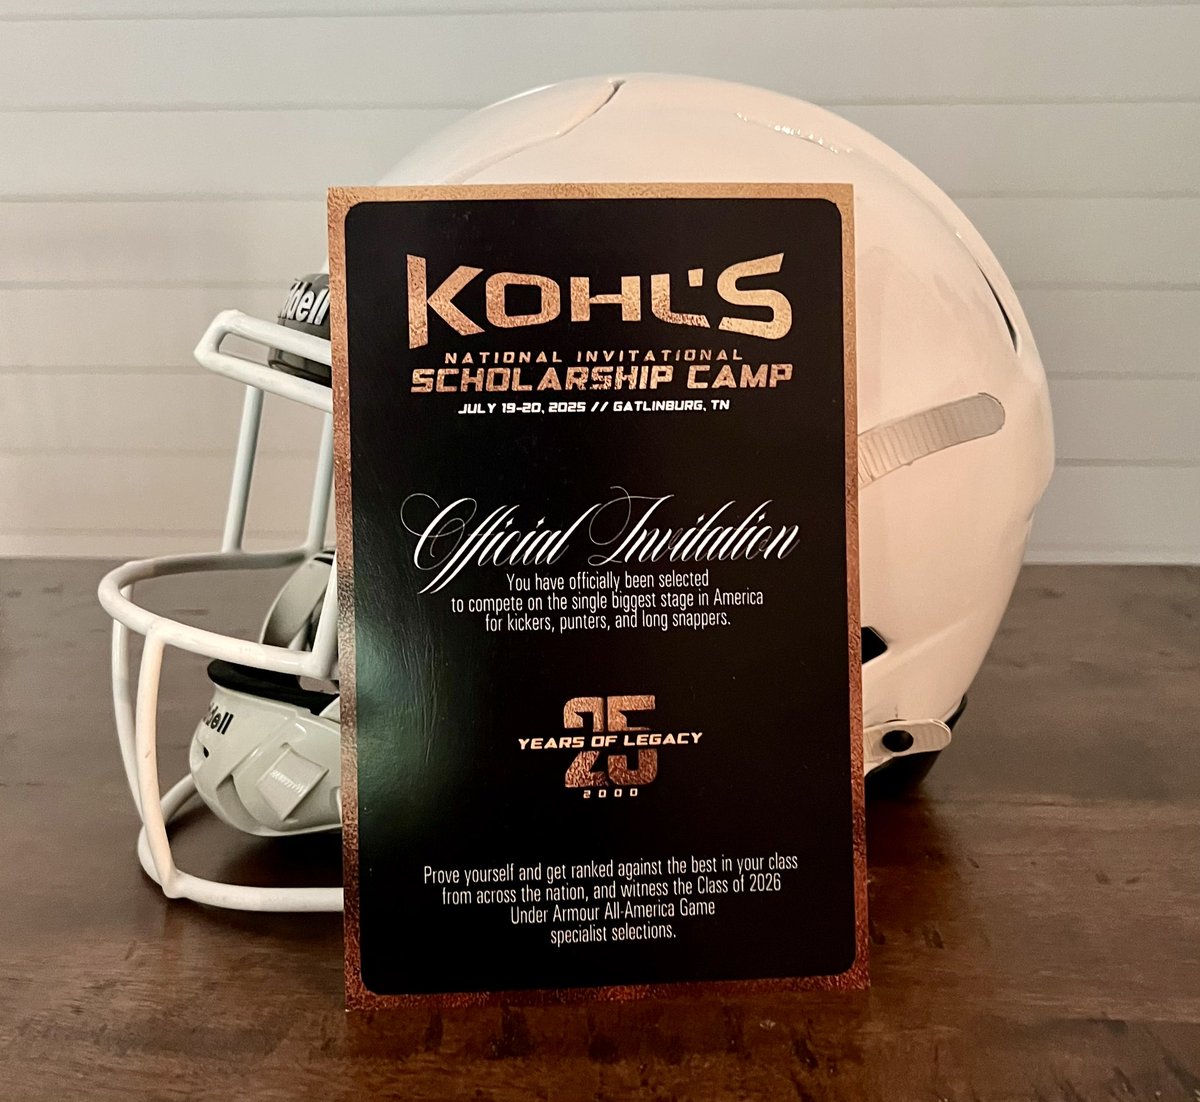 KOHL'S
NATIONAL INVITATIONAL
SCHOLARSHIP CAMP
JULY 19-20, 2025 // GATLINBURG, TN
Official Invitation
You have officially been selected
to compete on the single biggest stage in America
for kickers, punters, and long snappers.
25
YEARS OF LEGACY
2000
Prove yourself and get ranked against the best in your class
from across the nation, and witness the Class of 2026
Under Armour All-America Game
specialist selections.
ddell
dell